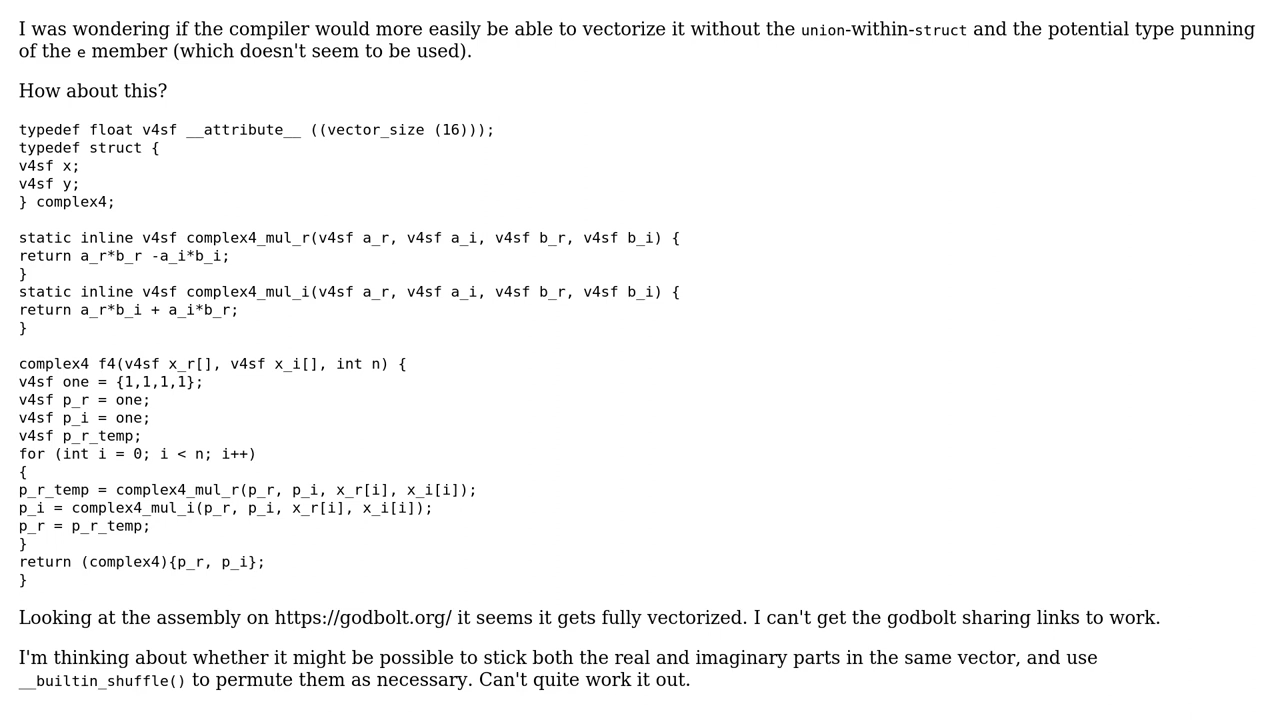 I was wondering if the compiler would more easily be able to vectorize it without the union-within-struct and the potential type punning
of the e member (which doesn't seem to be used).
How about this?
typedef float v4sf __attribute__ ((vector_size (16)));
typedef struct {
v4sf x;
v4sf y;
} complex4;
static inline v4sf complex4_mul_r(v4sf a_r, v4sf a_i, v4sf b_r, v4sf b_i) {
return a_r*b_r -a_i*b_i;
}
static inline v4sf complex4_mul_i(v4sf a_r, v4sf a_i, v4sf b_r, v4sf b_i) {
return a_r*b_i + a_i*b_r;
}
complex4 f4(v4sf x_r[], v4sf x_i[], int n) {
v4sf one = {1,1,1,1};
v4sf p_r = one;
v4sf p_i = one;
v4sf p_r_temp;
for (int i = 0; i < n; i++)
{
p_r_temp = complex4_mul_r(p_r, p_i, x_r[i], x_i[i]);
p_i = complex4_mul_i(p_r, p_i, x_r[i], x_i[i]);
p_r = p_r_temp;
}
return (complex4){p_r, p_i};
}
Looking at the assembly on https://godbolt.org/ it seems it gets fully vectorized. I can't get the godbolt sharing links to work.
I'm thinking about whether it might be possible to stick both the real and imaginary parts in the same vector, and use
__builtin_shuffle() to permute them as necessary. Can't quite work it out.